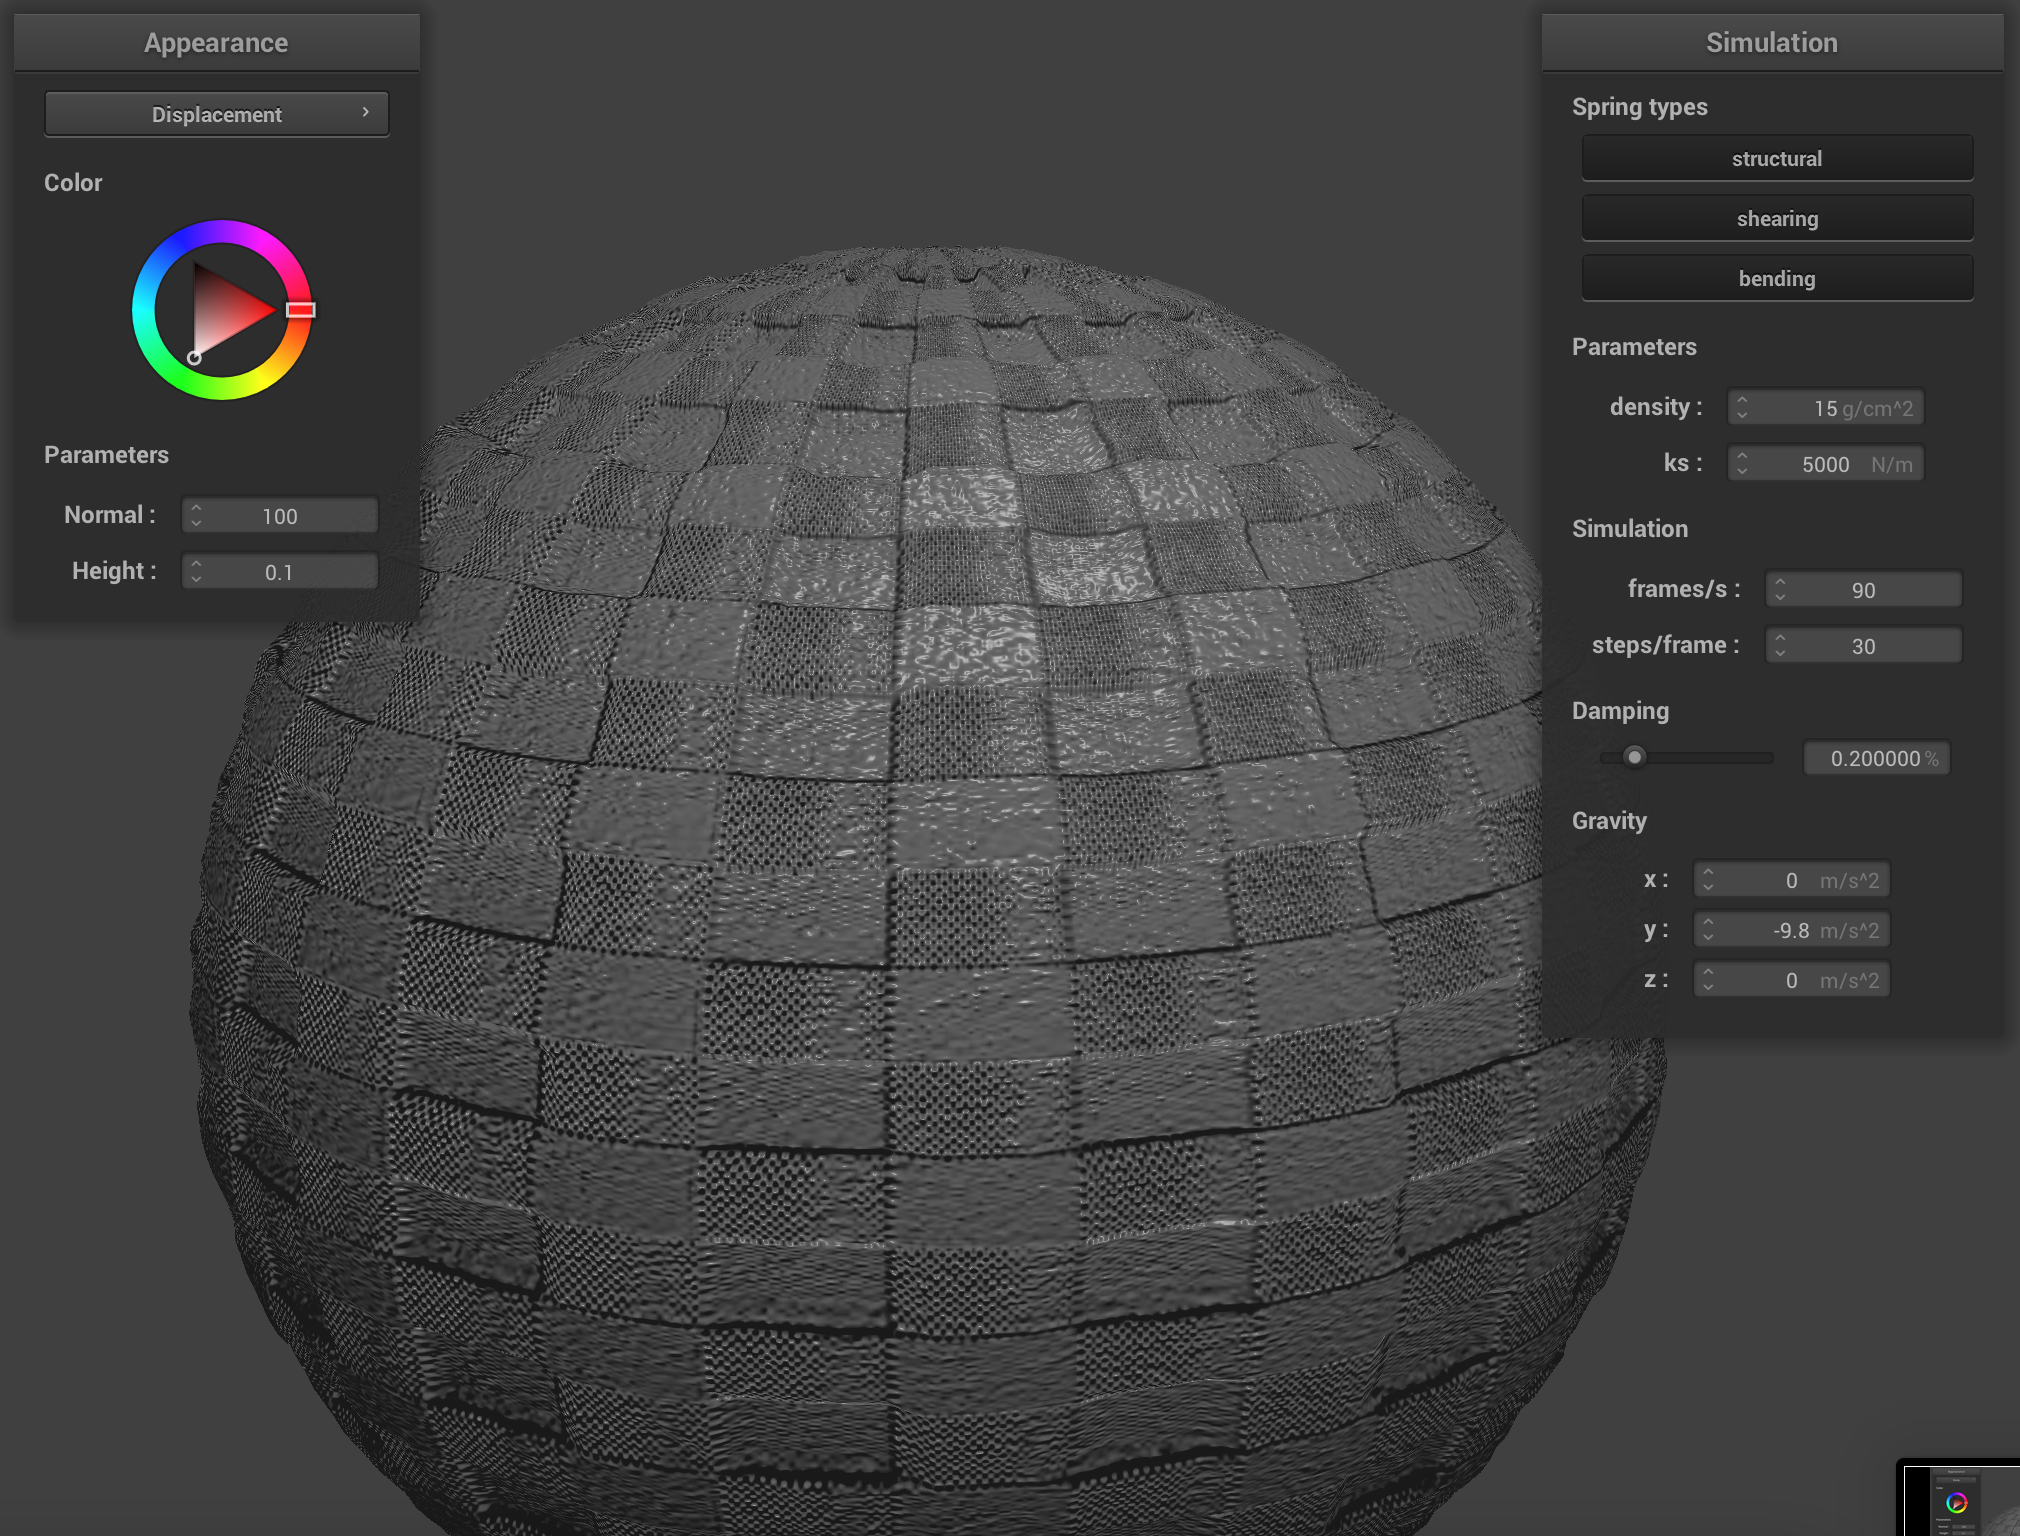 Appearance
Displacement
Color
Parameters
Normal : 100
Height : 0.1
Simulation
Spring types
structural
shearing
bending
Parameters
density : 15 g/cm^2
ks : 5000 N/m
Simulation
frames/s : 90
steps/frame : 30
Damping
0.200000 %
Gravity
x : 0 m/s^2
y : -9.8 m/s^2
z : 0 m/s^2